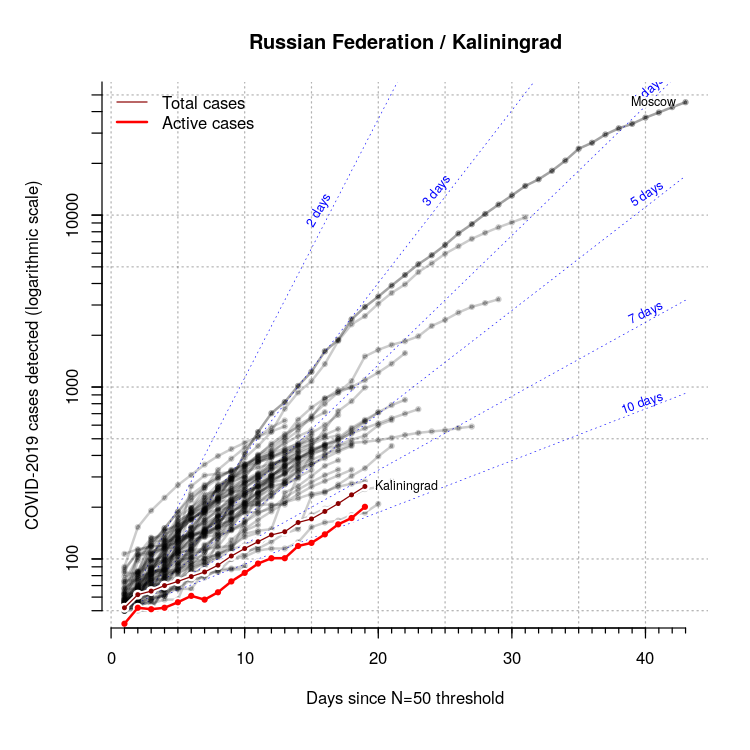 Russian Federation / Kaliningrad
Total cases
Active cases
days
Moscow
2 days
3 days
5 days
7 days
10 days
Kaliningrad
COVID-2019 cases detected (logarithmic scale)
100
1000
10000
0
10
20
30
40
Days since N=50 threshold